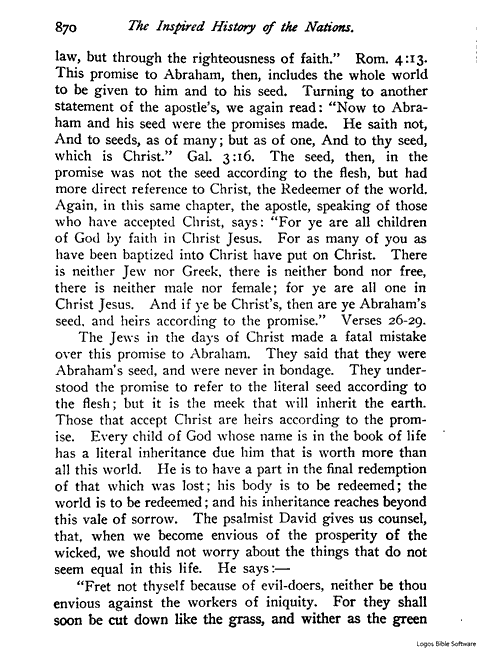 870 The Inspired History of the Nations.
law, but through the righteousness of faith." Rom. 4:13.
This promise to Abraham, then, includes the whole world
to be given to him and to his seed. Turning to another
statement of the apostle's, we again read: "Now to Abra-
ham and his seed were the promises made. He saith not,
And to seeds, as of many; but as of one, And to thy seed,
which is Christ." Gal. 3:16. The seed, then, in the
promise was not the seed according to the flesh, but had
more direct reference to Christ, the Redeemer of the world.
Again, in this same chapter, the apostle, speaking of those
who have accepted Christ, says: "For ye are all children
of God by faith in Christ Jesus. For as many of you as
have been baptized into Christ have put on Christ. There
is neither Jew nor Greek, there is neither bond nor free,
there is neither male nor female; for ye are all one in
Christ Jesus. And if ye be Christ's, then are ye Abraham's
seed, and heirs according to the promise." Verses 26-29.
The Jews in the days of Christ made a fatal mistake
over this promise to Abraham. They said that they were
Abraham's seed, and were never in bondage. They under-
stood the promise to refer to the literal seed according to
the flesh; but it is the meek that will inherit the earth.
Those that accept Christ are heirs according to the prom-
ise. Every child of God whose name is in the book of life
has a literal inheritance due him that is worth more than
all this world. He is to have a part in the final redemption
of that which was lost; his body is to be redeemed; the
world is to be redeemed; and his inheritance reaches beyond
this vale of sorrow. The psalmist David gives us counsel,
that, when we become envious of the prosperity of the
wicked, we should not worry about the things that do not
seem equal in this life. He says:—
"Fret not thyself because of evil-doers, neither be thou
envious against the workers of iniquity. For they shall
soon be cut down like the grass, and wither as the green
Logos Bible Software